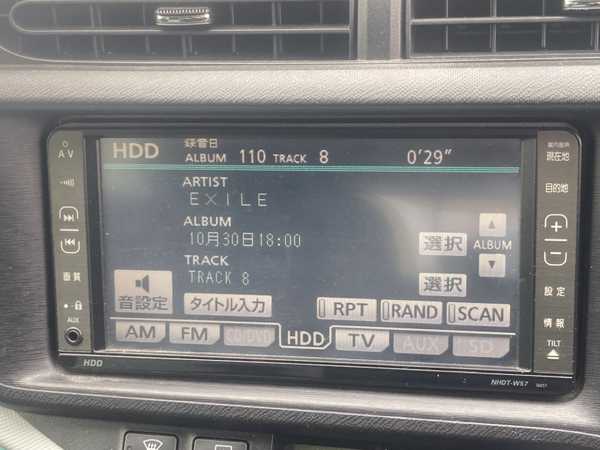 HDD 録音日 ALBUM 110 TRACK 8 0'29"
ARTIST
EXILE
ALBUM
10月30日18:00
選択
ALBUM
TRACK
TRACK 8
選択
音設定
タイトル入力
RPT
RAND
SCAN
AM
FM
CD/DVD
HDD
TV
AUX
SD
A.V
画質
AUX
HDD
現在地
目的地
設定
情報
TILT
NHDT-W57